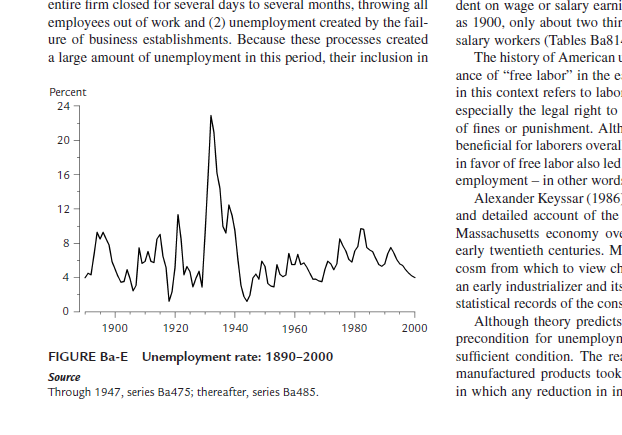 entire firm closed for several days to several months, throwing all
employees out of work and (2) unemployment created by the fail-
ure of business establishments. Because these processes created
a large amount of unemployment in this period, their inclusion in
Percent
24
20
16
12
8
4
0
1900 1920 1940 1960 1980 2000
FIGURE Ba-E Unemployment rate: 1890–2000
Source
Through 1947, series Ba475; thereafter, series Ba485.
dent on wage or salary earni
as 1900, only about two thir
salary workers (Tables Ba814
The history of American u
ance of “free labor” in the ea
in this context refers to labo
especially the legal right to
of fines or punishment. Alth
beneficial for laborers overal
in favor of free labor also led
employment – in other words
Alexander Keyssar (1986)
and detailed account of the
Massachusetts economy ove
early twentieth centuries. M
cosm from which to view ch
an early industrializer and its
statistical records of the cons
Although theory predicts
precondition for unemploym
sufficient condition. The rea
manufactured products took
in which any reduction in in